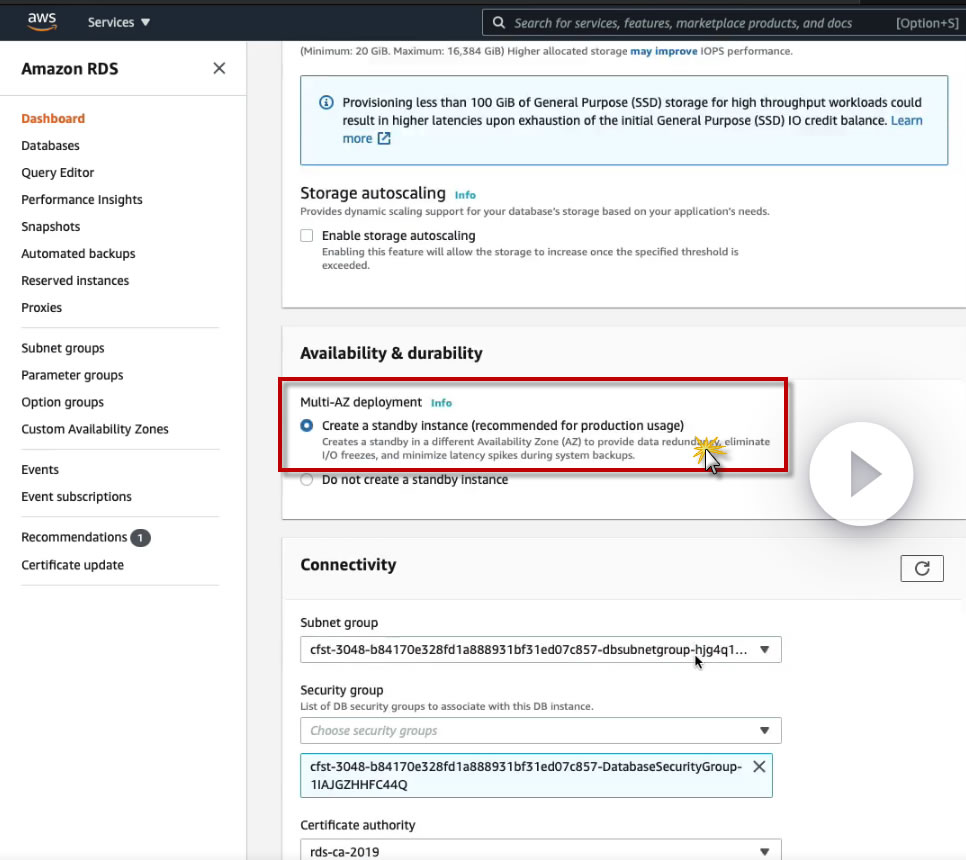 aws
Services ▼
Search for services, features, marketplace products, and docs
[Option+S]
Amazon RDS
Dashboard
Databases
Query Editor
Performance Insights
Snapshots
Automated backups
Reserved instances
Proxies
Subnet groups
Parameter groups
Option groups
Custom Availability Zones
Events
Event subscriptions
Recommendations 1
Certificate update
(Minimum: 20 GiB. Maximum: 16,384 GiB) Higher allocated storage may improve IOPS performance.
Provisioning less than 100 GiB of General Purpose (SSD) storage for high throughput workloads could
result in higher latencies upon exhaustion of the initial General Purpose (SSD) IO credit balance. Learn
more
Storage autoscaling Info
Provides dynamic scaling support for your database's storage based on your application's needs.
Enable storage autoscaling
Enabling this feature will allow the storage to increase once the specified threshold is
exceeded.
Availability & durability
Multi-AZ deployment Info
Create a standby instance (recommended for production usage)
Creates a standby in a different Availability Zone (AZ) to provide data redundancy, eliminate
I/O freezes, and minimize latency spikes during system backups.
Do not create a standby instance
Connectivity
Subnet group
cfst-3048-b84170e328fd1a888931bf31ed07c857-dbsubnetgroup-hjg4q1...
Security group
List of DB security groups to associate with this DB instance.
Choose security groups
cfst-3048-b84170e328fd1a888931bf31ed07c857-DatabaseSecurityGroup-
1IAJGZHHFC44Q
Certificate authority
rds-ca-2019